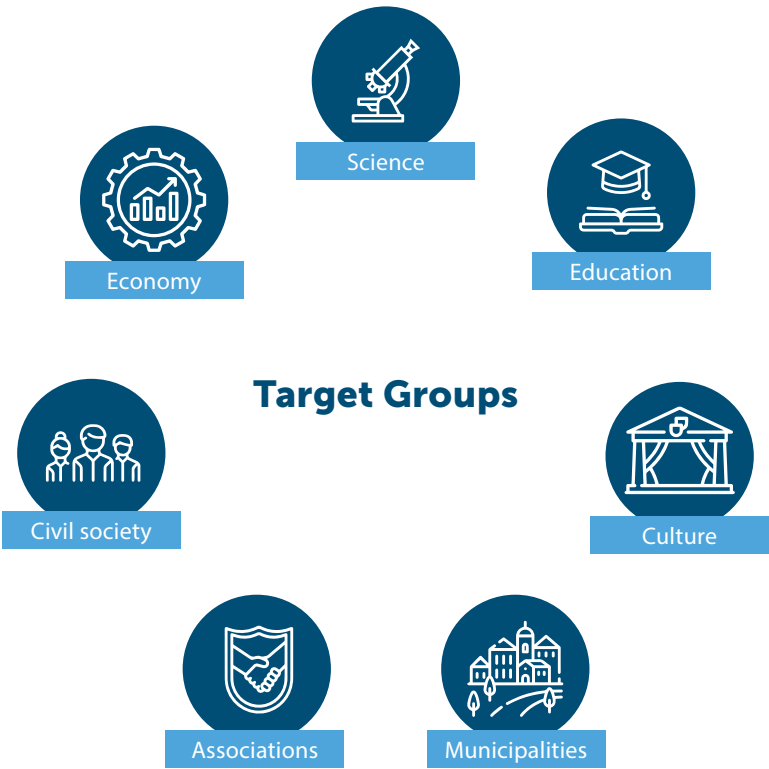 Science
Economy
Education
Target Groups
Civil society
Culture
Associations
Municipalities